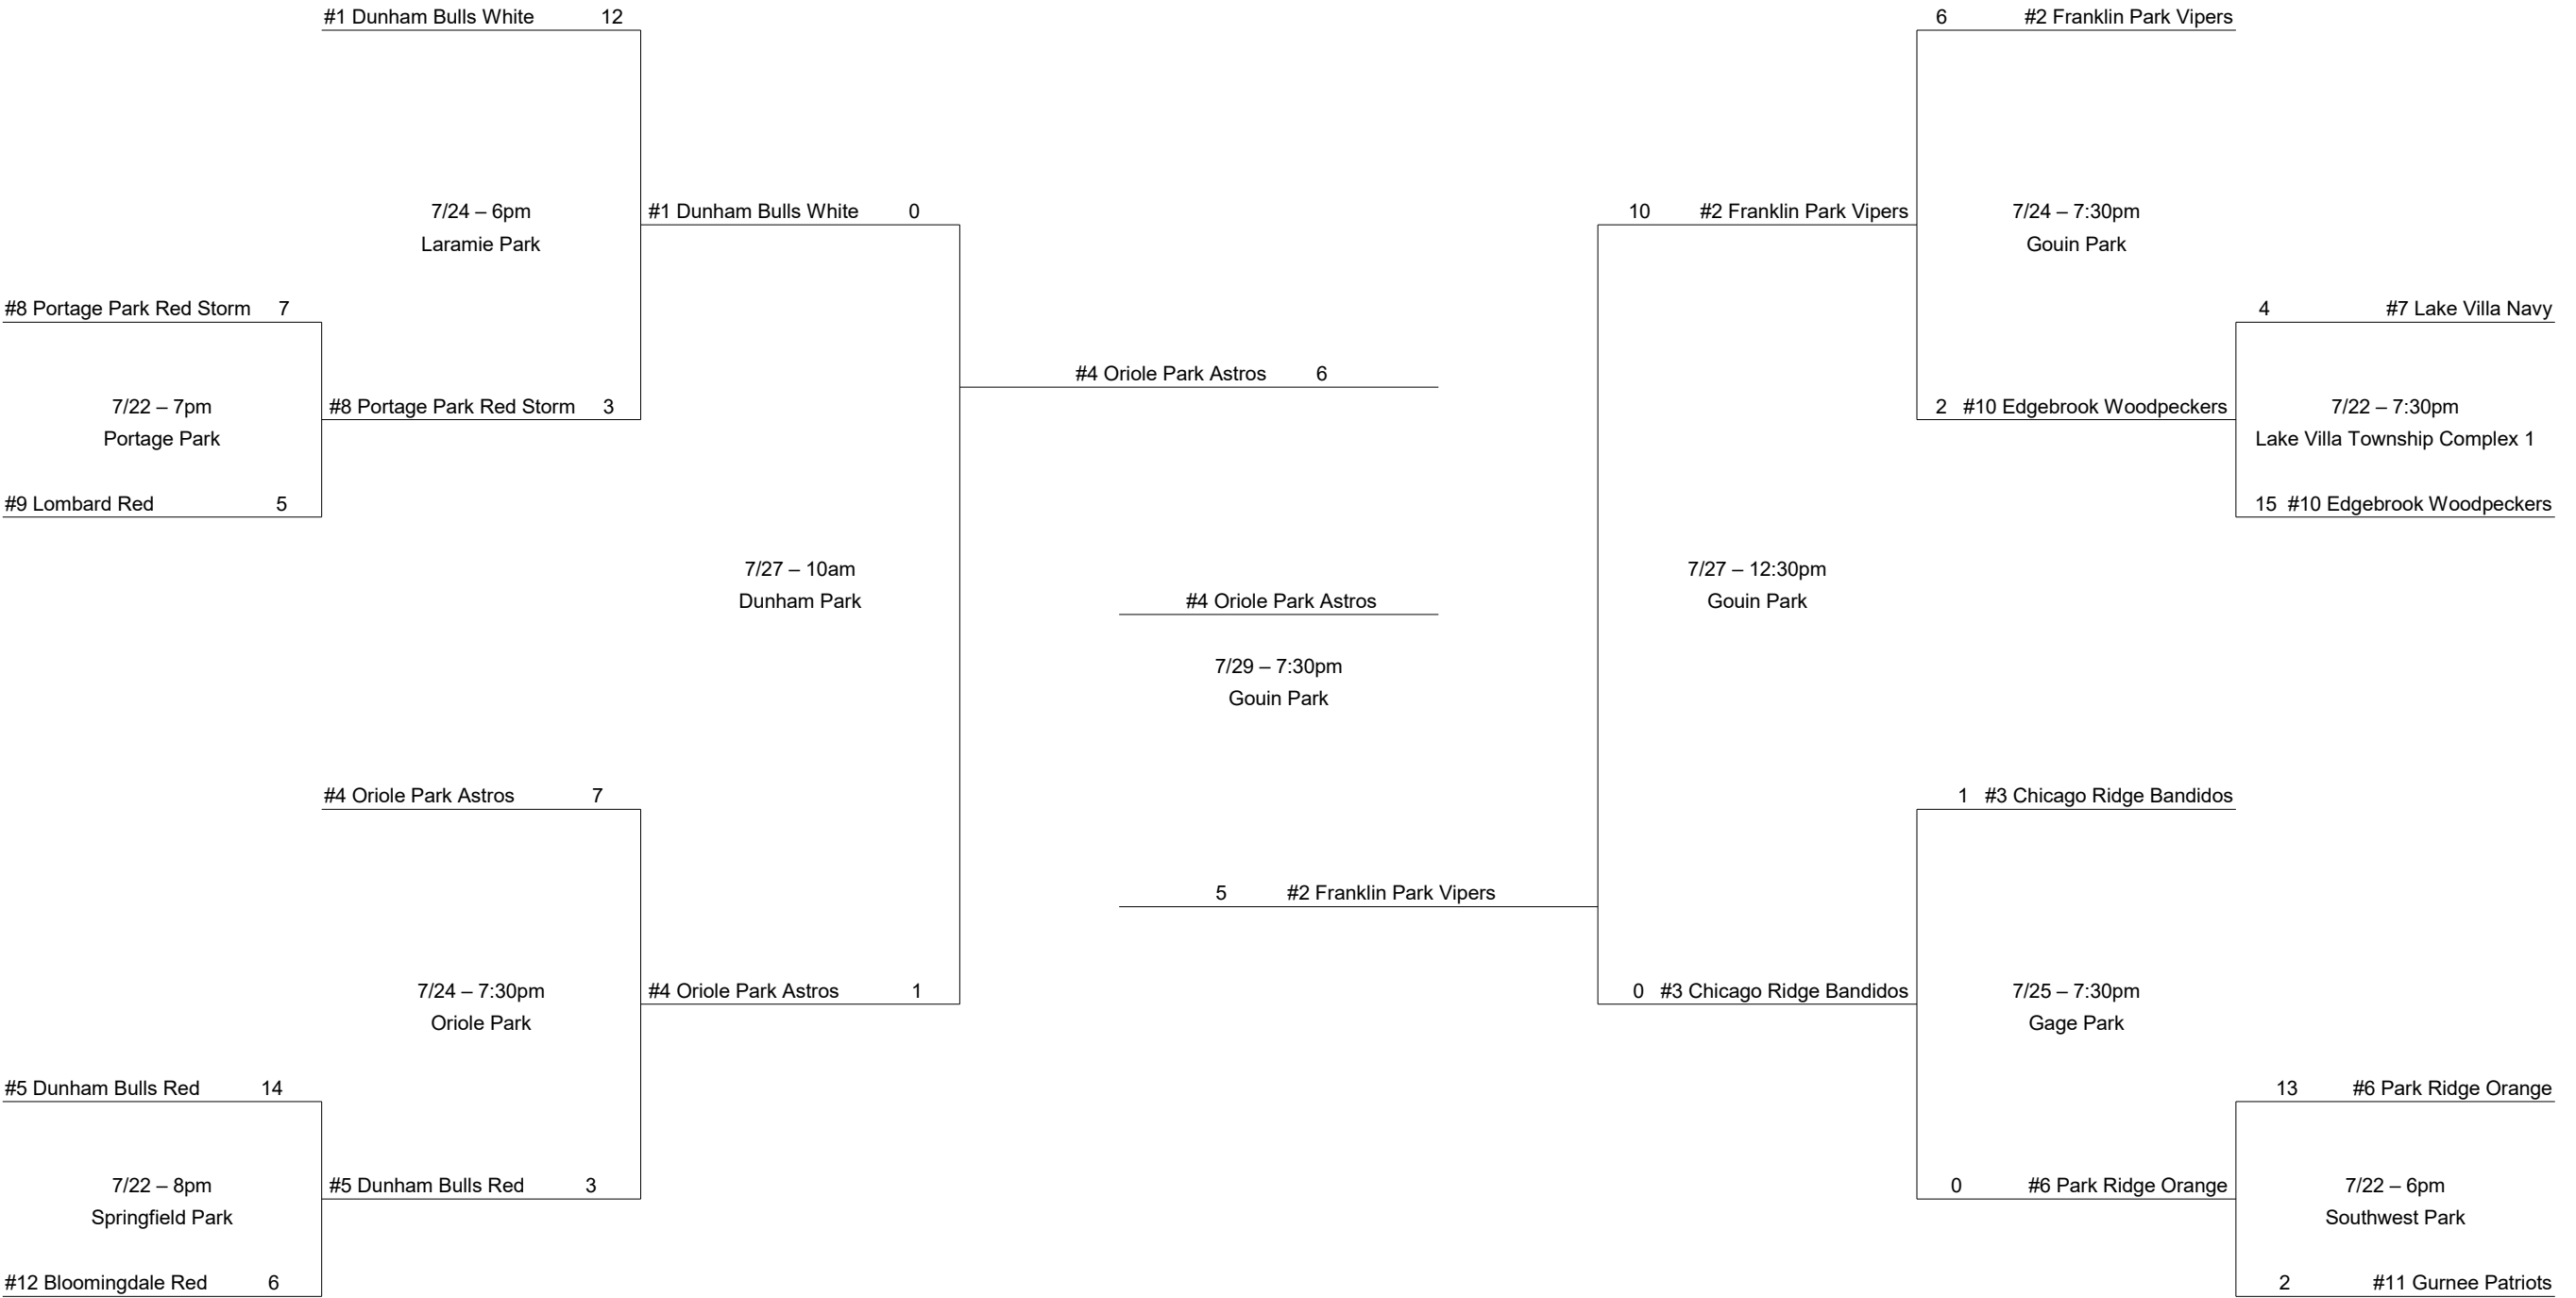 #1 Dunham Bulls White 12
7/24 – 6pm
Laramie Park
#8 Portage Park Red Storm 7
7/22 – 7pm
Portage Park
#9 Lombard Red 5
#8 Portage Park Red Storm 3
#1 Dunham Bulls White 0
7/27 – 10am
Dunham Park
#4 Oriole Park Astros 7
7/24 – 7:30pm
Oriole Park
#5 Dunham Bulls Red 14
7/22 – 8pm
Springfield Park
#12 Bloomingdale Red 6
#5 Dunham Bulls Red 3
#4 Oriole Park Astros 1
#4 Oriole Park Astros 6
#4 Oriole Park Astros
7/29 – 7:30pm
Gouin Park
5 #2 Franklin Park Vipers
6 #2 Franklin Park Vipers
10 #2 Franklin Park Vipers
7/24 – 7:30pm
Gouin Park
4 #7 Lake Villa Navy
2 #10 Edgebrook Woodpeckers
7/22 – 7:30pm
Lake Villa Township Complex 1
15 #10 Edgebrook Woodpeckers
7/27 – 12:30pm
Gouin Park
1 #3 Chicago Ridge Bandidos
0 #3 Chicago Ridge Bandidos
7/25 – 7:30pm
Gage Park
13 #6 Park Ridge Orange
0 #6 Park Ridge Orange
7/22 – 6pm
Southwest Park
2 #11 Gurnee Patriots